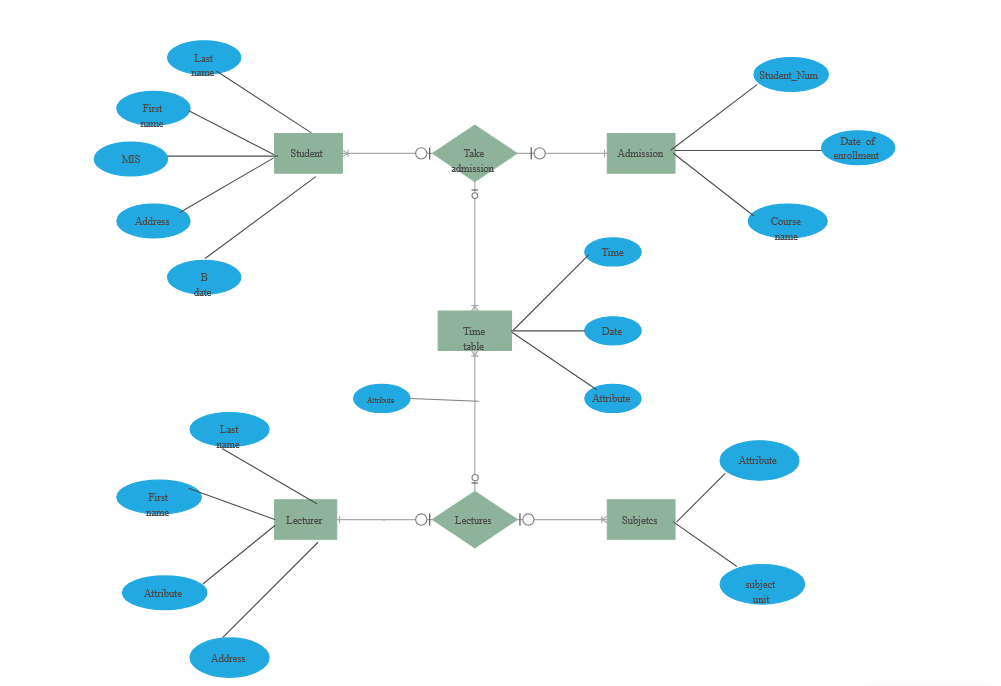 Last
name
First
name
MIS
Address
B
date
Student
Take
admission
Admission
Student_Num
Date of
enrollment
Course
name
Time
Date
Attribute
Time
table
Attribute
Last
name
First
name
Attribute
Address
Lecturer
Lectures
Subjetcs
Attribute
subject
unit